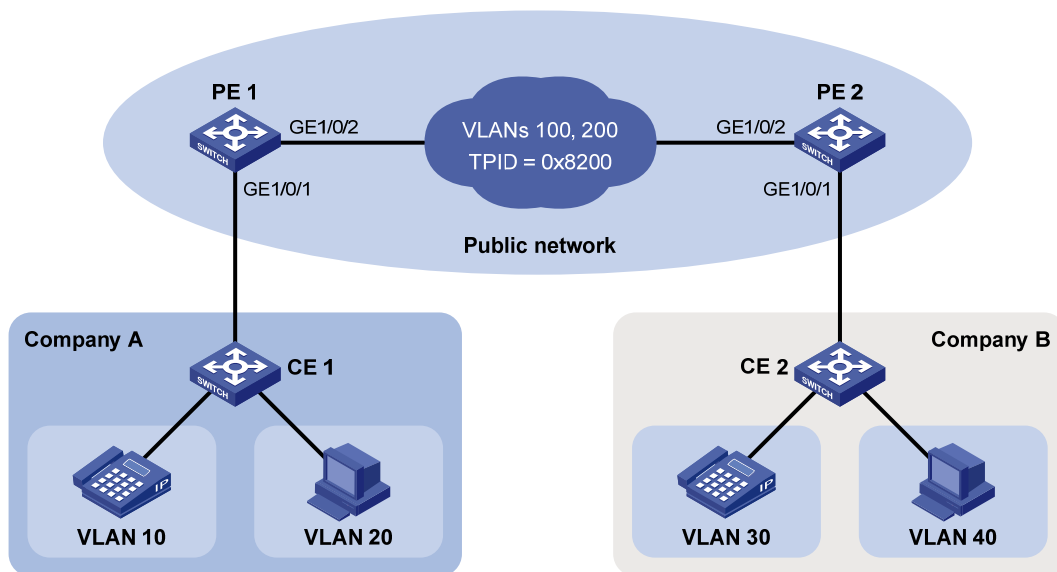 PE 1
PE 2
GE1/0/2
VLANs 100, 200
TPID = 0x8200
GE1/0/2
SWITCH
SWITCH
GE1/0/1
GE1/0/1
Public network
Company A
Company B
CE 1
SWITCH
CE 2
SWITCH
IP
VLAN 10
VLAN 20
IP
VLAN 30
VLAN 40